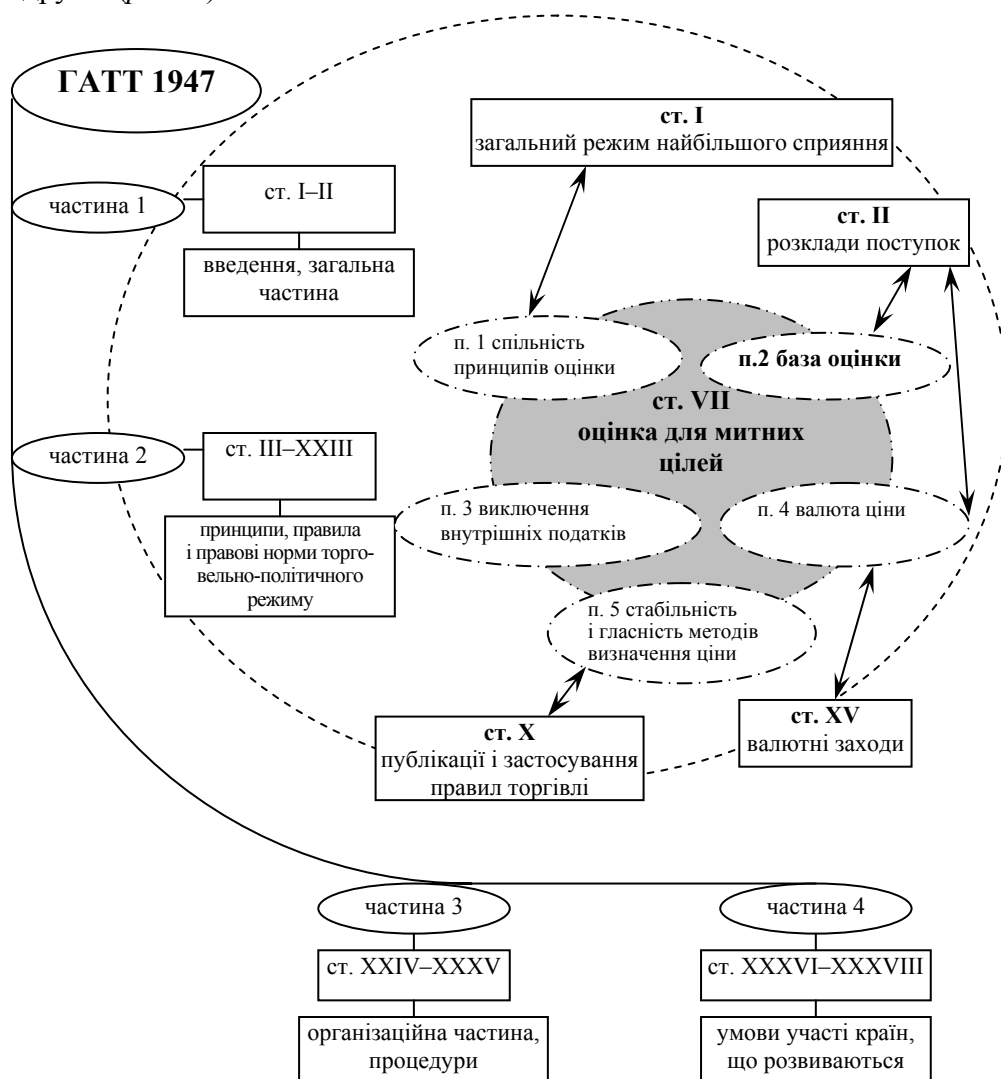 ГАТТ 1947
ст. I
загальний режим найбільшого сприяння
частина 1
ст. I–II
введення, загальна
частина
ст. II
розклади поступок
п. 1 спільність
принципів оцінки
п.2 база оцінки
ст. VII
оцінка для митних
цілей
частина 2
ст. III–XXIII
принципи, правила
і правові норми торго-
вельно-політичного
режиму
п. 3 виключення
внутрішніх податків
п. 4 валюта ціни
п. 5 стабільність
і гласність методів
визначення ціни
ст. X
публікації і застосування
правил торгівлі
ст. XV
валютні заходи
частина 3
ст. XXIV–XXXV
організаційна частина,
процедури
частина 4
ст. XXXVI–XXXVIII
умови участі країн,
що розвиваються